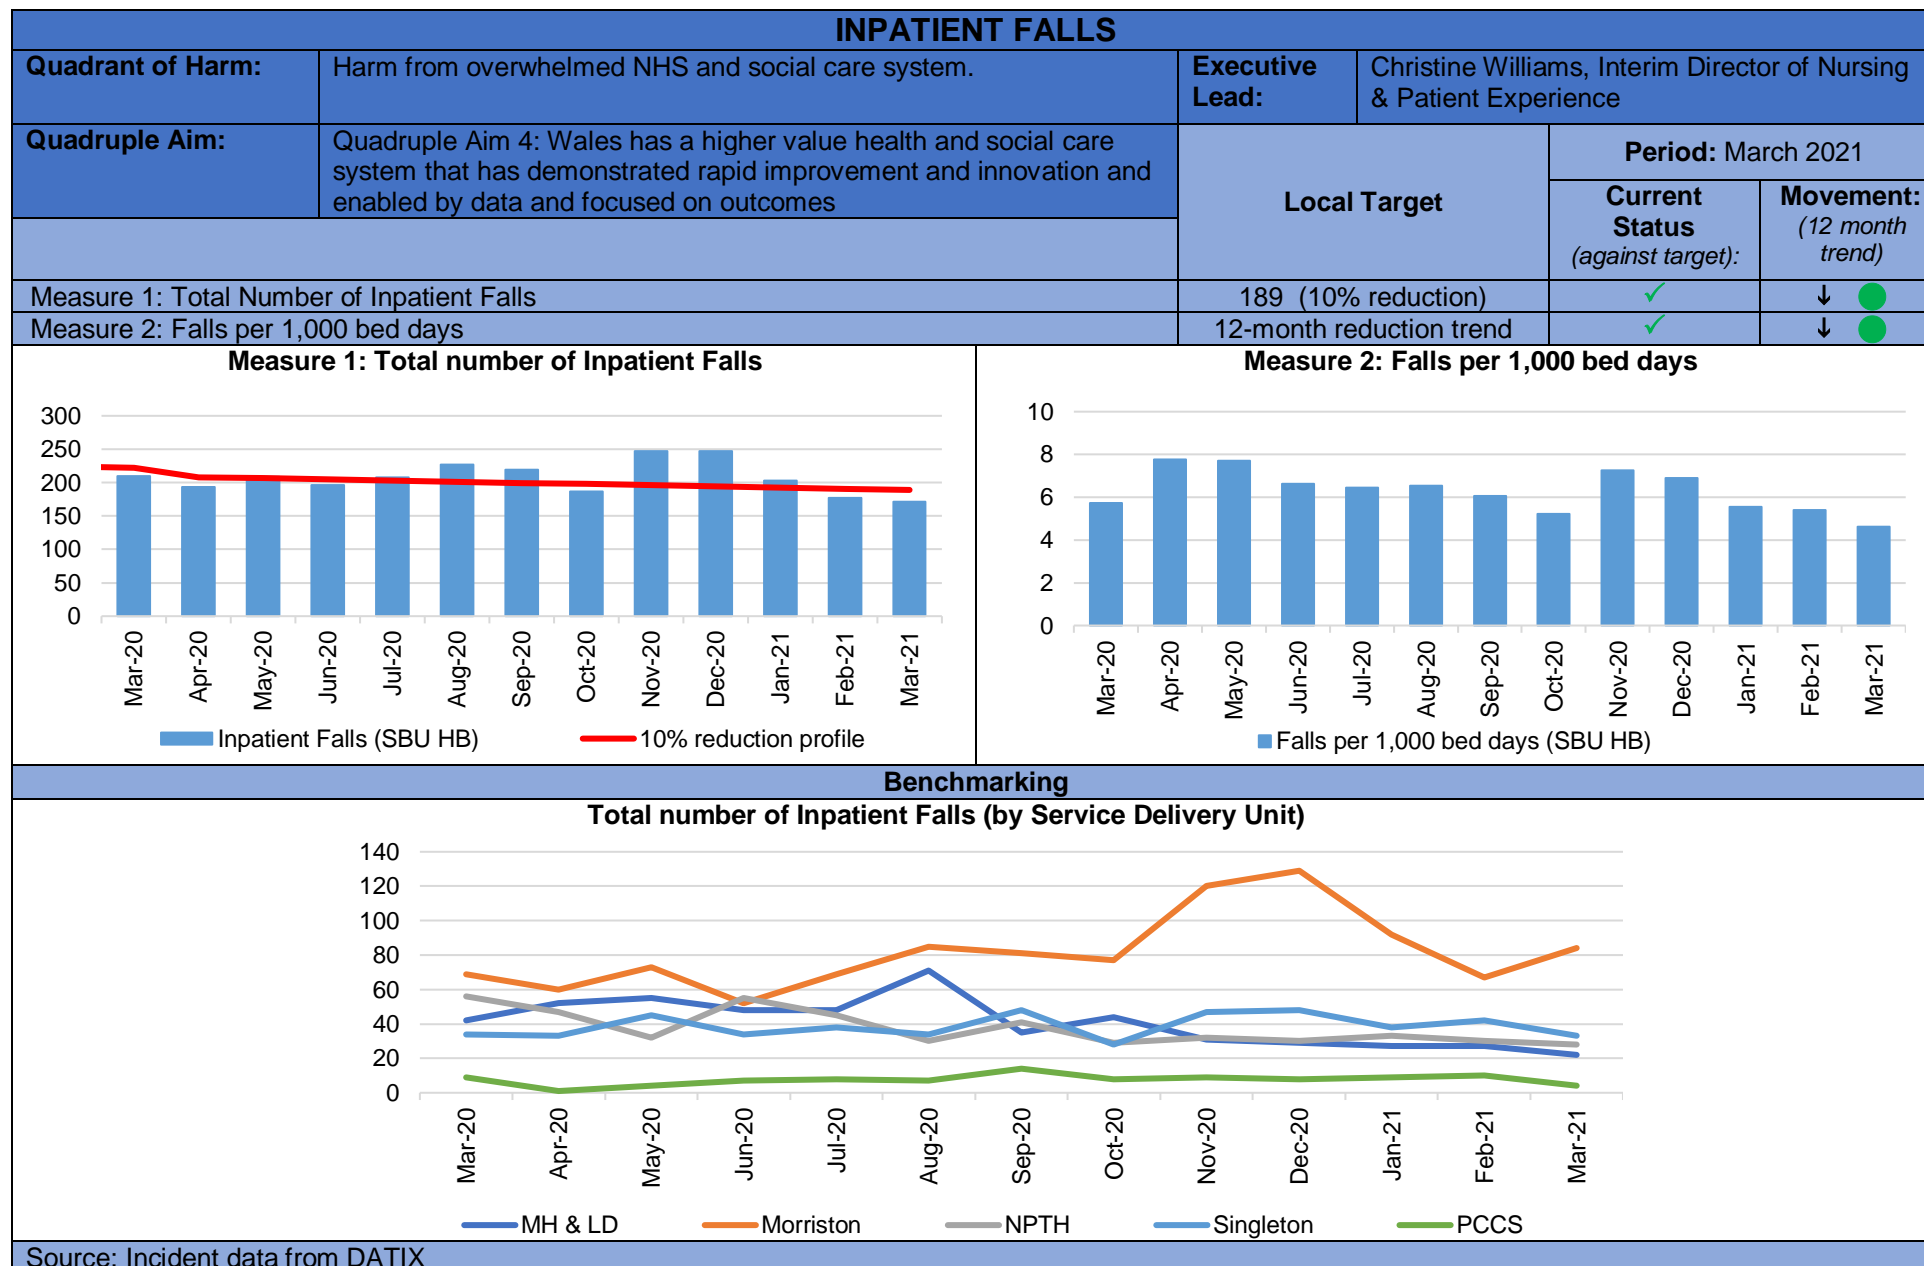 INPATIENT FALLS
Quadrant of Harm:
Harm from overwhelmed NHS and social care system.
Executive
Lead:
Christine Williams, Interim Director of Nursing
& Patient Experience
Quadruple Aim:
Quadruple Aim 4: Wales has a higher value health and social care
system that has demonstrated rapid improvement and innovation and
enabled by data and focused on outcomes
Local Target
Period: March 2021
Current
Status
(against target):
Movement:
(12 month
trend)
Measure 1: Total Number of Inpatient Falls
189 (10% reduction)
✓
↓
Measure 2: Falls per 1,000 bed days
12-month reduction trend
✓
↓
Measure 1: Total number of Inpatient Falls
300
250
200
150
100
50
0
Mar-20
Apr-20
May-20
Jun-20
Jul-20
Aug-20
Sep-20
Oct-20
Nov-20
Dec-20
Jan-21
Feb-21
Mar-21
Inpatient Falls (SBU HB)
10% reduction profile
Measure 2: Falls per 1,000 bed days
10
8
6
4
2
0
Mar-20
Apr-20
May-20
Jun-20
Jul-20
Aug-20
Sep-20
Oct-20
Nov-20
Dec-20
Jan-21
Feb-21
Mar-21
Falls per 1,000 bed days (SBU HB)
Benchmarking
Total number of Inpatient Falls (by Service Delivery Unit)
140
120
100
80
60
40
20
0
Mar-20
Apr-20
May-20
Jun-20
Jul-20
Aug-20
Sep-20
Oct-20
Nov-20
Dec-20
Jan-21
Feb-21
Mar-21
MH & LD
Morriston
NPTH
Singleton
PCCS
Source: Incident data from DATIX